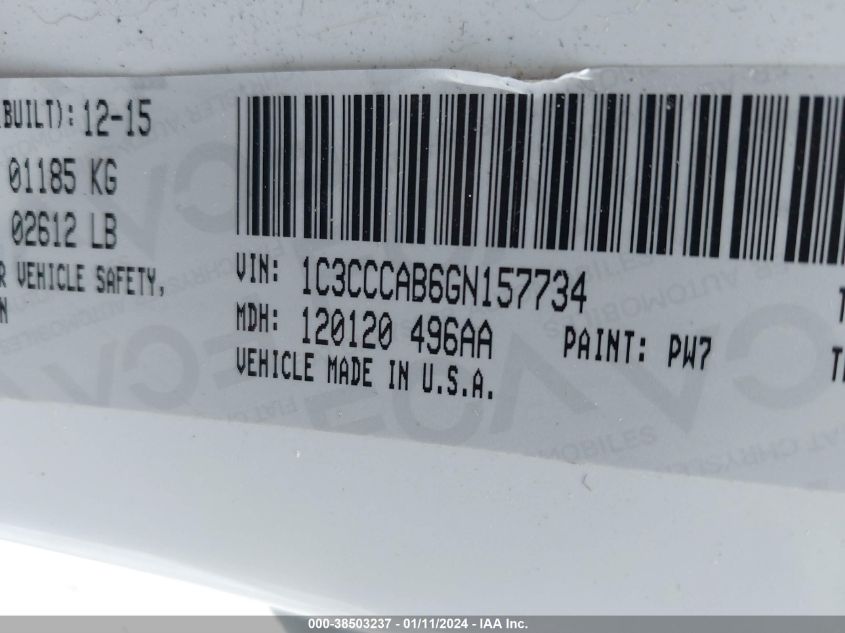 (BUILT): 12-15
01185 KG
02612 LB
R VEHICLE SAFETY,
N
VIN: 1C3CCCAB6GN157734
MDH: 120120 496AA PAINT: PW7
VEHICLE MADE IN U.S.A.
000-38503237 - 01/11/2024 - IAA, Inc.